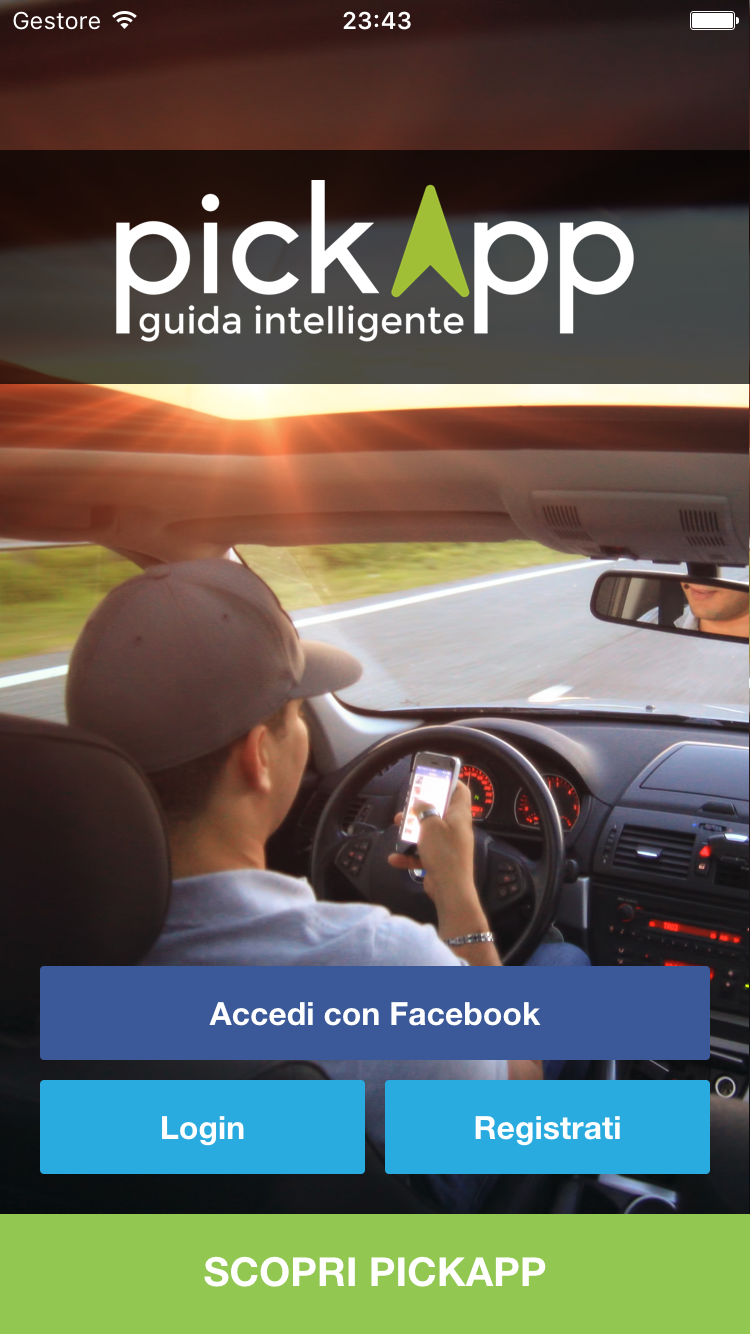 Gestore 23:43
pickapp
guida intelligente
Accedi con Facebook
Login Registrati
SCOPRI PICKAPP